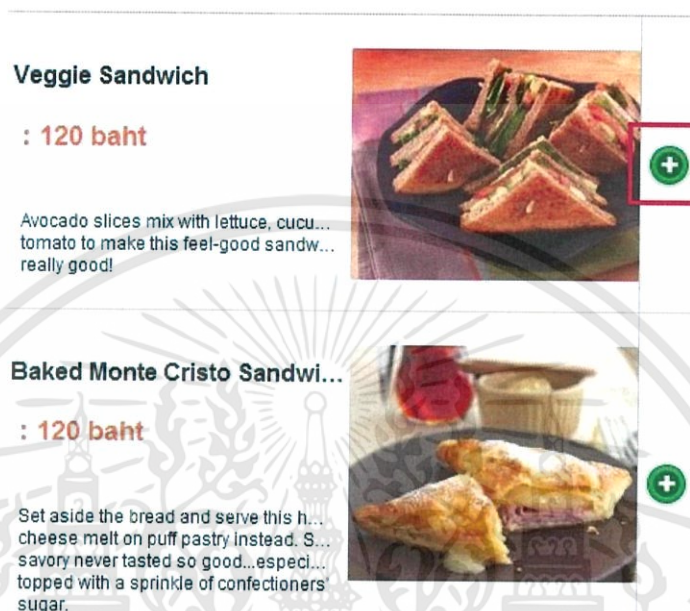 Veggie Sandwich
: 120 baht
Avocado slices mix with lettuce, cucu...
tomato to make this feel-good sandw...
really good!
Baked Monte Cristo Sandwi...
: 120 baht
Set aside the bread and serve this h...
cheese melt on puff pastry instead. S...
savory never tasted so good...especi...
topped with a sprinkle of confectioners'
sugar.